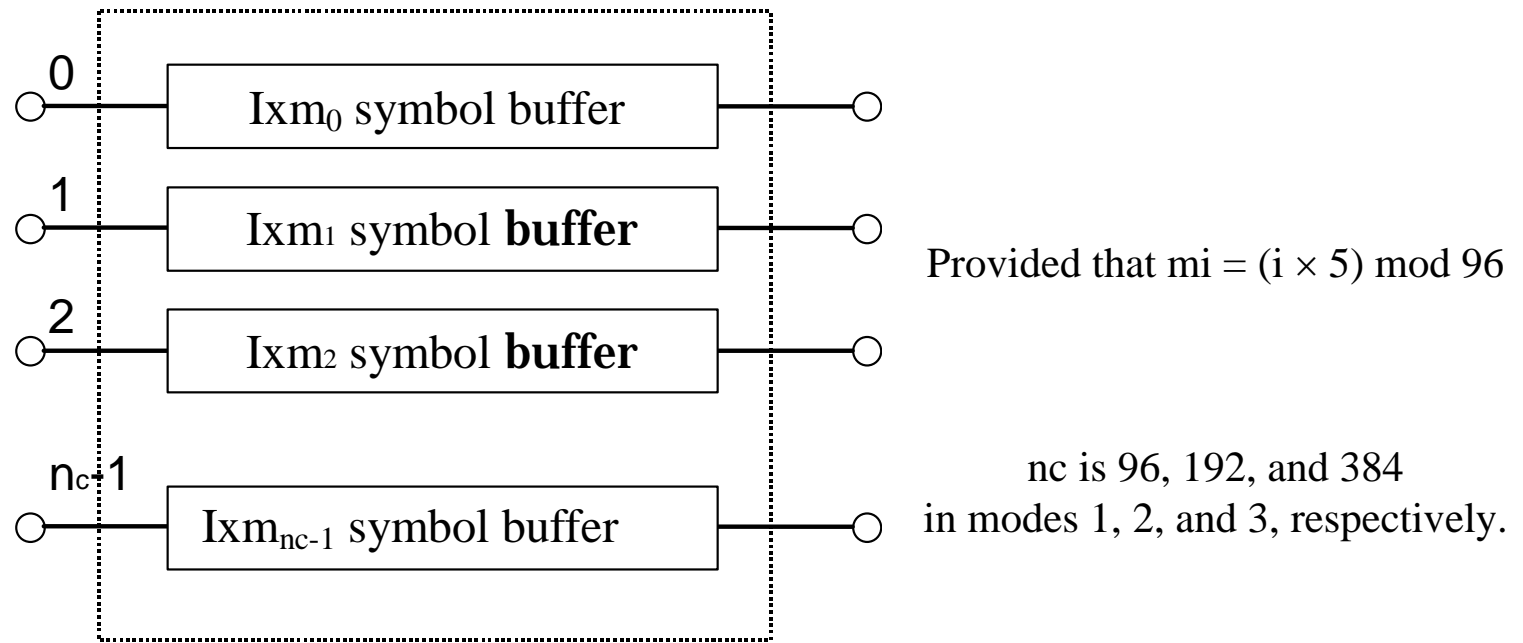 0
Ixm₀ symbol buffer
1
Ixm₁ symbol buffer
2
Ixm₂ symbol buffer
Provided that mi = (i × 5) mod 96
n꜀-1
Ixm_{nc-1} symbol buffer
nc is 96, 192, and 384
in modes 1, 2, and 3, respectively.